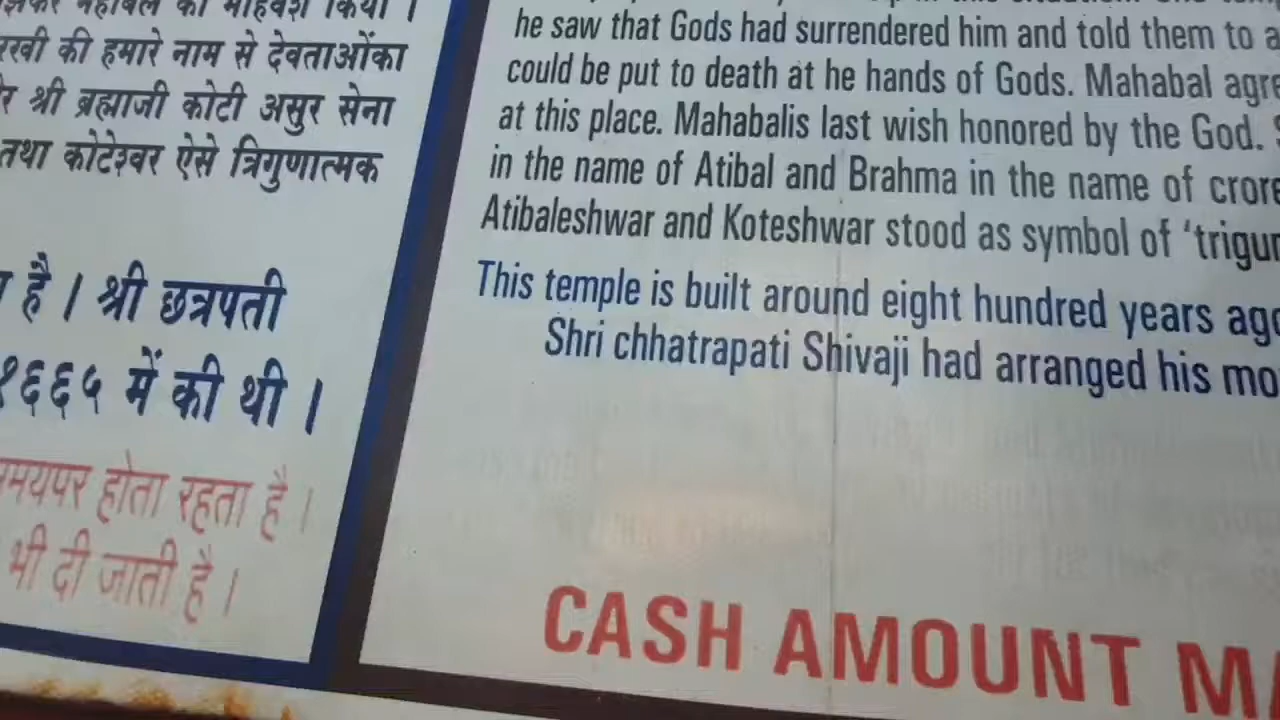 रखी की हमारे नाम से देवताओंका
श्री ब्रह्माजी कोटी असुर सेना
तथा कोटेश्वर ऐसे त्रिगुणात्मक
है । श्री छत्रपती
१६६५ में की थी ।
होता रहता है ।
भी दी जाती है ।
he saw that Gods had surrendered him and told them to a
could be put to death at he hands of Gods. Mahabal agre
at this place. Mahabalis last wish honored by the God.
in the name of Atibal and Brahma in the name of crore
Atibaleshwar and Koteshwar stood as symbol of 'trigun
This temple is built around eight hundred years ago
Shri chhatrapati Shivaji had arranged his mo
CASH AMOUNT MA